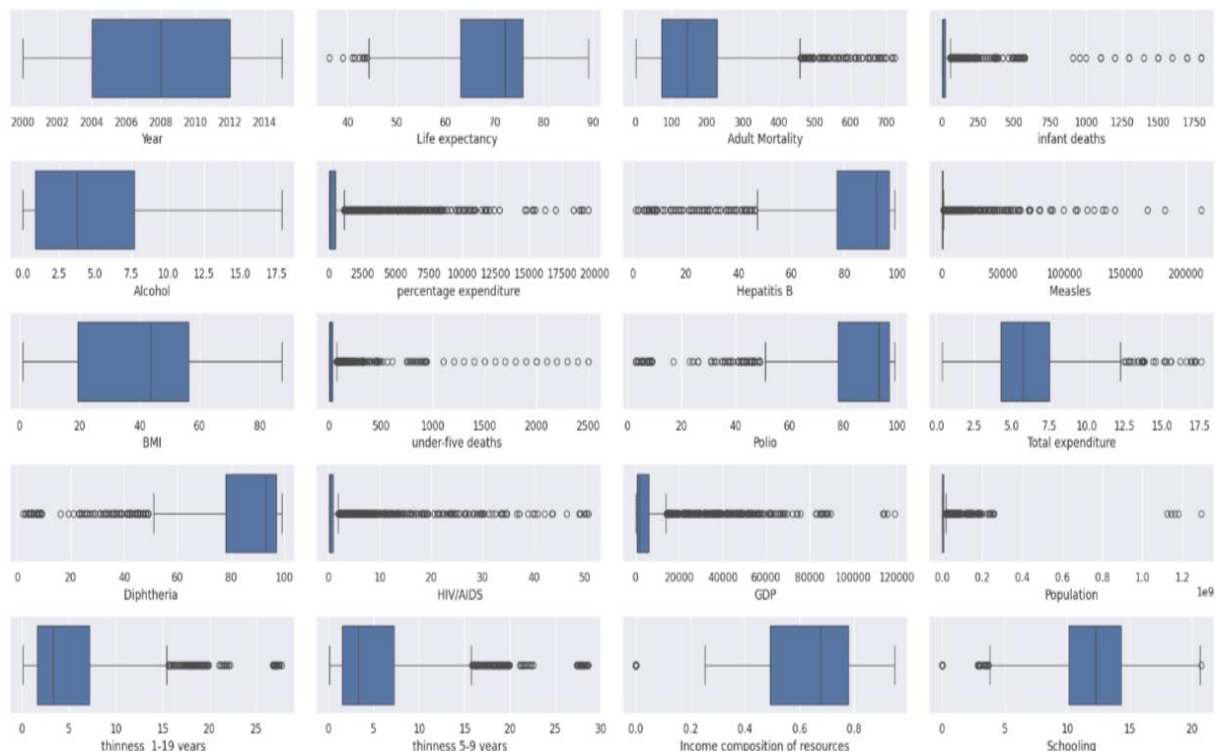 2000 2002 2004 2006 2008 2010 2012 2014
Year
40 50 60 70 80 90
Life expectancy
0 100 200 300 400 500 600 700
Adult Mortality
0 250 500 750 1000 1250 1500 1750
infant deaths
0.0 2.5 5.0 7.5 10.0 12.5 15.0 17.5
Alcohol
0 2500 5000 7500 10000 12500 15000 17500 20000
percentage expenditure
0 20 40 60 80 100
Hepatitis B
0 50000 100000 150000 200000
Measles
0 20 40 60 80
BMI
0 500 1000 1500 2000 2500
under-five deaths
0 20 40 60 80 100
Polio
0.0 2.5 5.0 7.5 10.0 12.5 15.0 17.5
Total expenditure
0 20 40 60 80 100
Diphtheria
0 10 20 30 40 50
HIV/AIDS
0 20000 40000 60000 80000 100000 120000
GDP
0.0 0.2 0.4 0.6 0.8 1.0 1.2
1e9
Population
0 5 10 15 20 25
thinness 1-19 years
0 5 10 15 20 25 30
thinness 5-9 years
0.0 0.2 0.4 0.6 0.8
Income composition of resources
0 5 10 15 20
Schooling